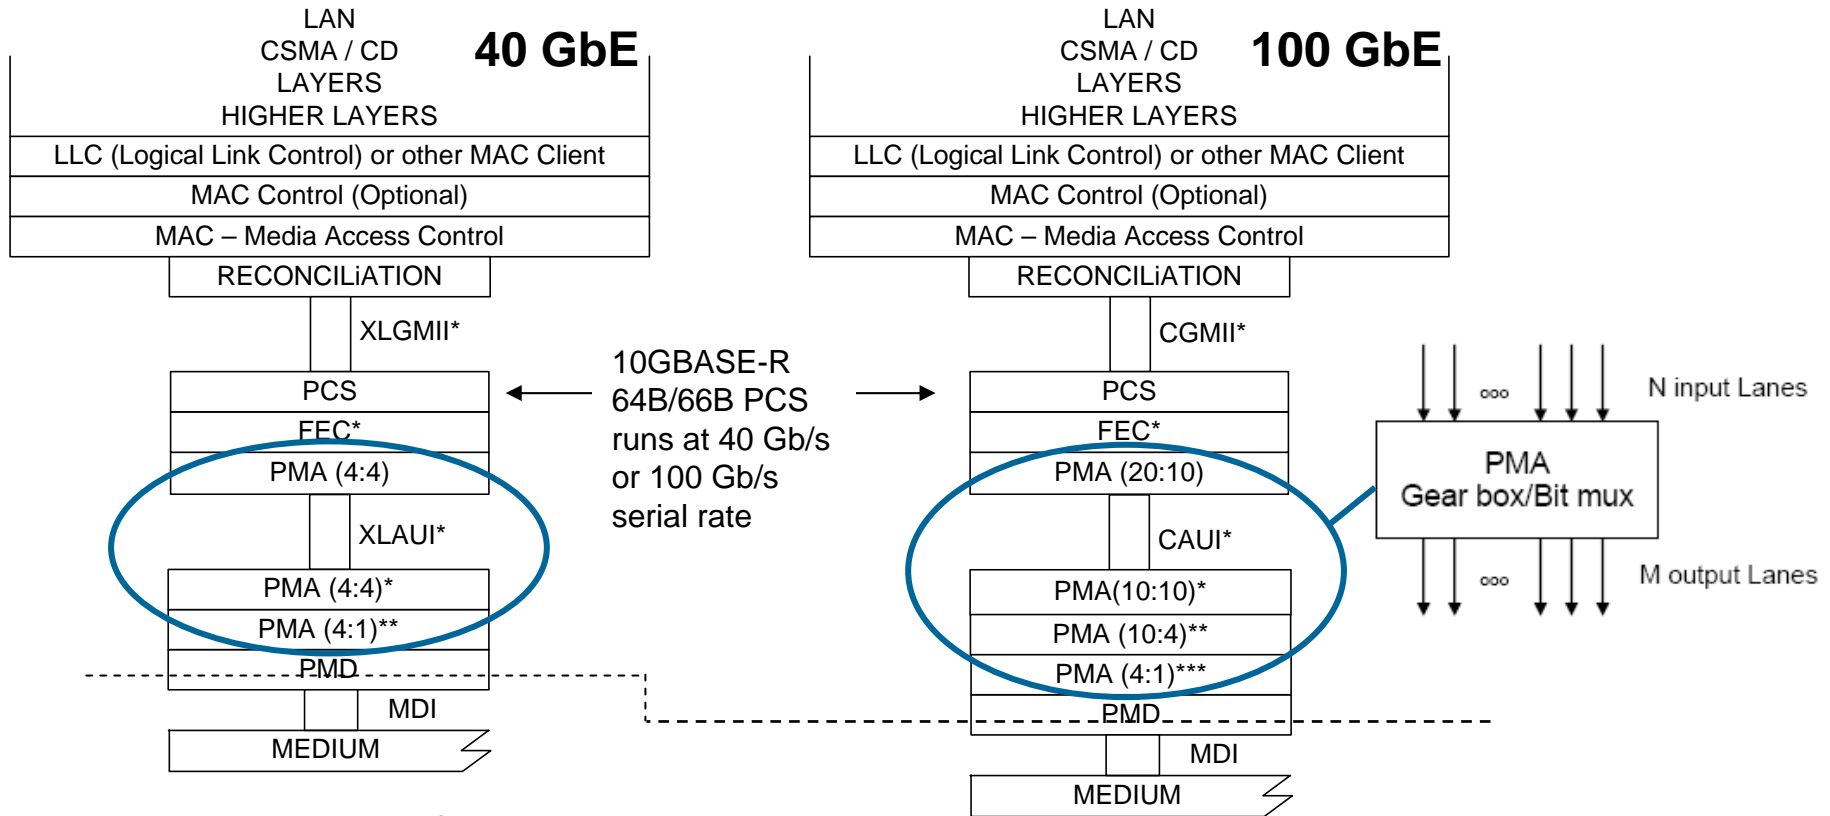 LAN
CSMA / CD
LAYERS
HIGHER LAYERS
40 GbE
LLC (Logical Link Control) or other MAC Client
MAC Control (Optional)
MAC – Media Access Control
RECONCILiATION
XLGMII*
PCS
FEC*
PMA (4:4)
XLAUI*
PMA (4:4)*
PMA (4:1)**
PMD
MDI
MEDIUM
10GBASE-R
64B/66B PCS
runs at 40 Gb/s
or 100 Gb/s
serial rate
LAN
CSMA / CD
LAYERS
HIGHER LAYERS
100 GbE
LLC (Logical Link Control) or other MAC Client
MAC Control (Optional)
MAC – Media Access Control
RECONCILiATION
CGMII*
PCS
FEC*
PMA (20:10)
CAUI*
PMA(10:10)*
PMA (10:4)**
PMA (4:1)***
PMD
MDI
MEDIUM
N input Lanes
PMA
Gear box/Bit mux
M output Lanes